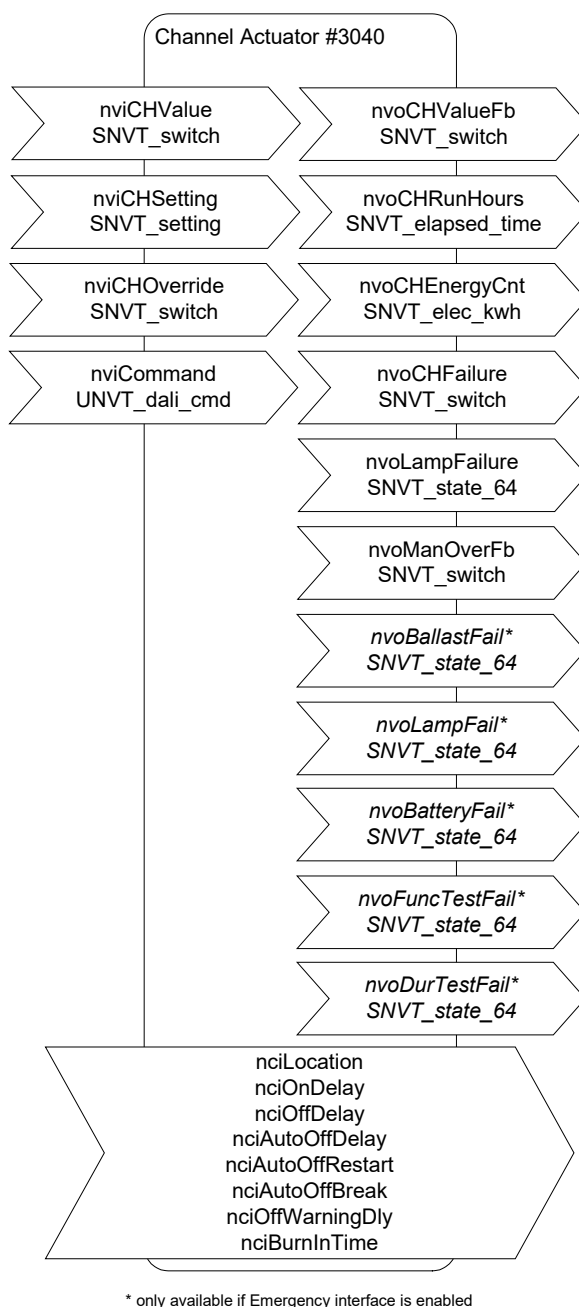 Channel Actuator #3040
nviCHValue
SNVT_switch
nvoCHValueFb
SNVT_switch
nviCHSetting
SNVT_setting
nvoCHRunHours
SNVT_elapsed_time
nviCHOverride
SNVT_switch
nvoCHEnergyCnt
SNVT_elec_kwh
nviCommand
UNVT_dali_cmd
nvoCHFailure
SNVT_switch
nvoLampFailure
SNVT_state_64
nvoManOverFb
SNVT_switch
nvoBallastFail*
SNVT_state_64
nvoLampFail*
SNVT_state_64
nvoBatteryFail*
SNVT_state_64
nvoFuncTestFail*
SNVT_state_64
nvoDurTestFail*
SNVT_state_64
nciLocation
nciOnDelay
nciOffDelay
nciAutoOffDelay
nciAutoOffRestart
nciAutoOffBreak
nciOffWarningDly
nciBurnInTime
* only available if Emergency interface is enabled